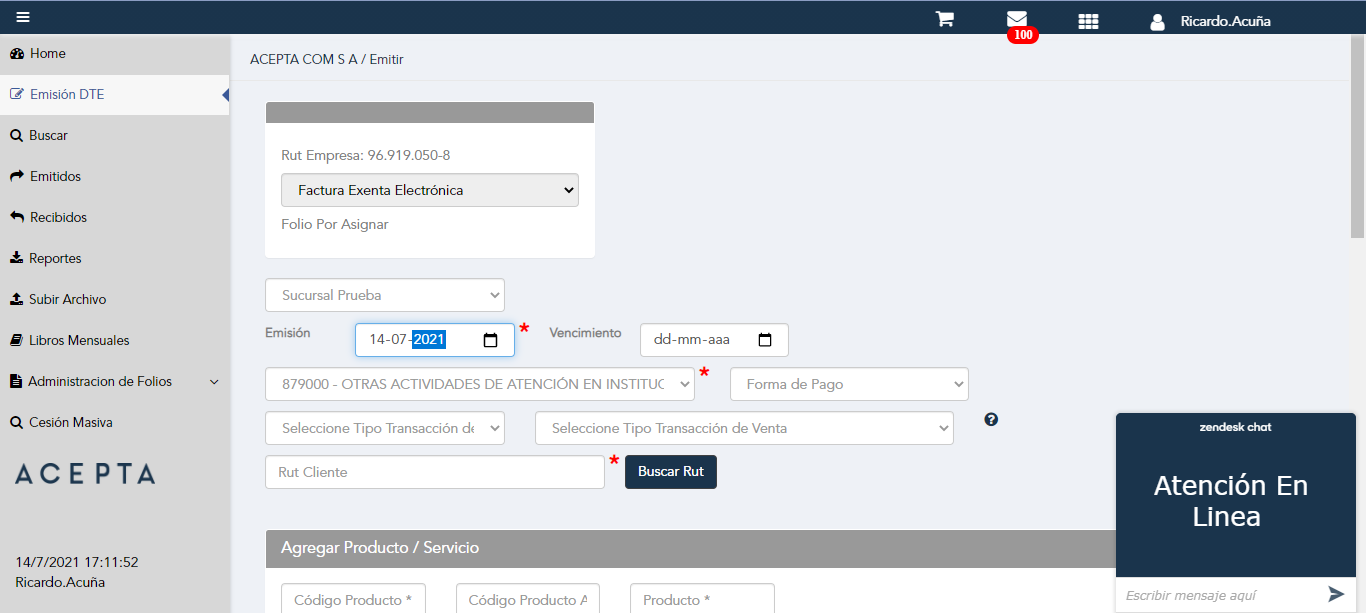 Ricardo.Acuña
100
Home
Emisión DTE
Buscar
Emitidos
Recibidos
Reportes
Subir Archivo
Libros Mensuales
Administracion de Folios
Cesión Masiva
ACEPTA
14/7/2021 17:11:52
Ricardo.Acuña
ACEPTA COM S A / Emitir
Rut Empresa: 96.919.050-8
Factura Exenta Electrónica
Folio Por Asignar
Sucursal Prueba
Emisión 14-07-2021 * Vencimiento dd-mm-aaa
879000 - OTRAS ACTIVIDADES DE ATENCIÓN EN INSTITUC * Forma de Pago
Seleccione Tipo Transacción de Seleccione Tipo Transacción de Venta ?
Rut Cliente * Buscar Rut
Agregar Producto / Servicio
Código Producto * Código Producto A Producto *
zendesk chat
Atención En
Linea
Escribir mensaje aquí